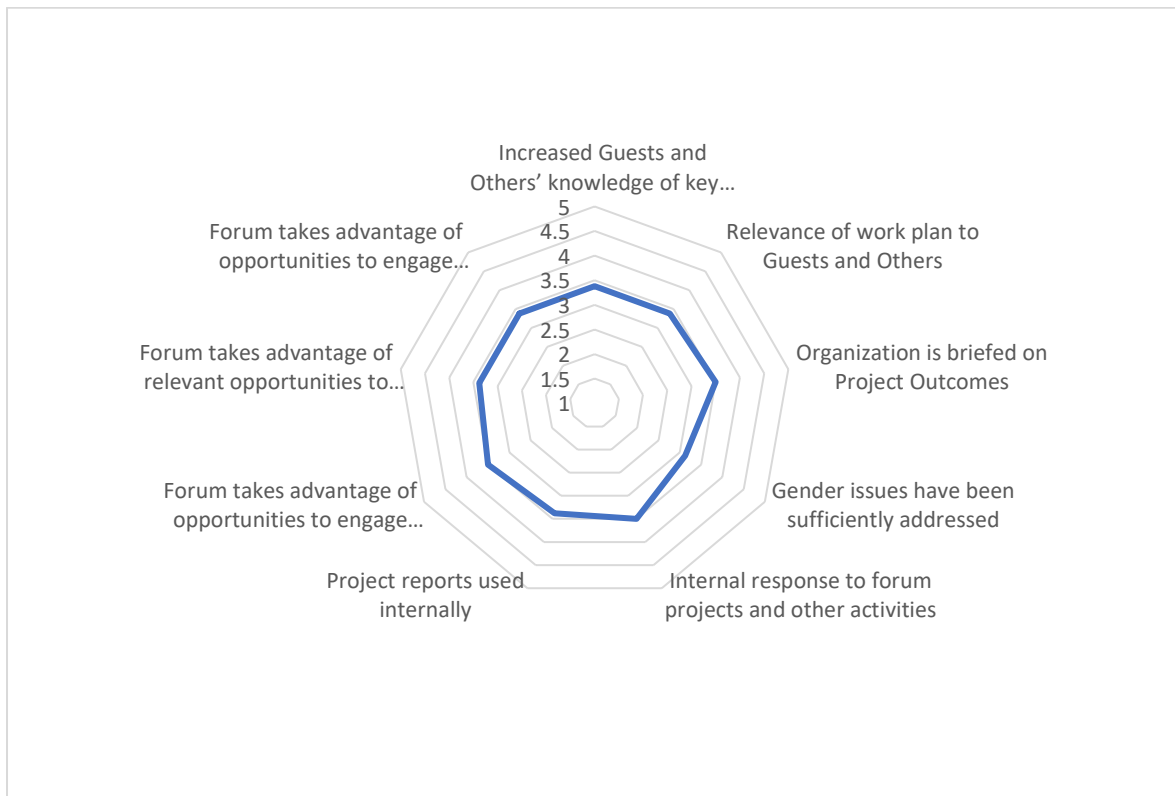 Increased Guests and
Others’ knowledge of key...
Relevance of work plan to
Guests and Others
Organization is briefed on
Project Outcomes
Gender issues have been
sufficiently addressed
Internal response to forum
projects and other activities
Project reports used
internally
Forum takes advantage of
opportunities to engage...
Forum takes advantage of
relevant opportunities to...
Forum takes advantage of
opportunities to engage...
5
4.5
4
3.5
3
2.5
2
1.5
1